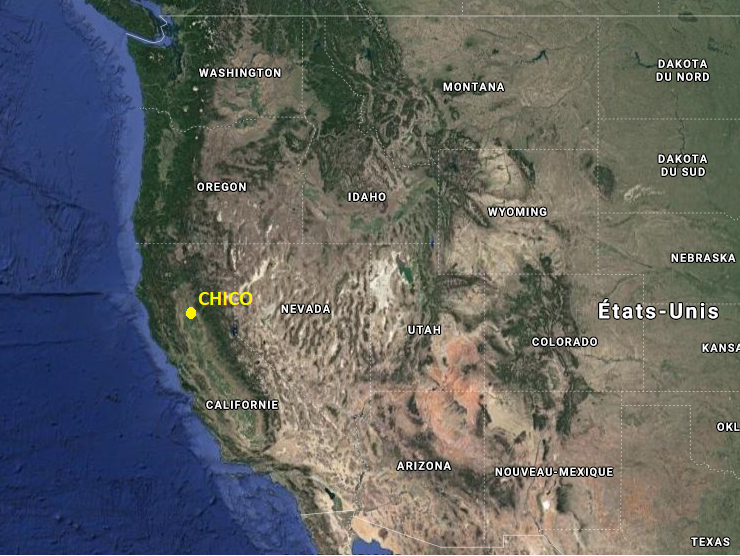 WASHINGTON
MONTANA
DAKOTA
DU NORD
OREGON
IDAHO
DAKOTA
DU SUD
WYOMING
NEBRASKA
CHICO
NEVADA
États-Unis
UTAH
COLORADO
KANSA
CALIFORNIE
OKL
ARIZONA
NOUVEAU-MEXIQUE
TEXAS